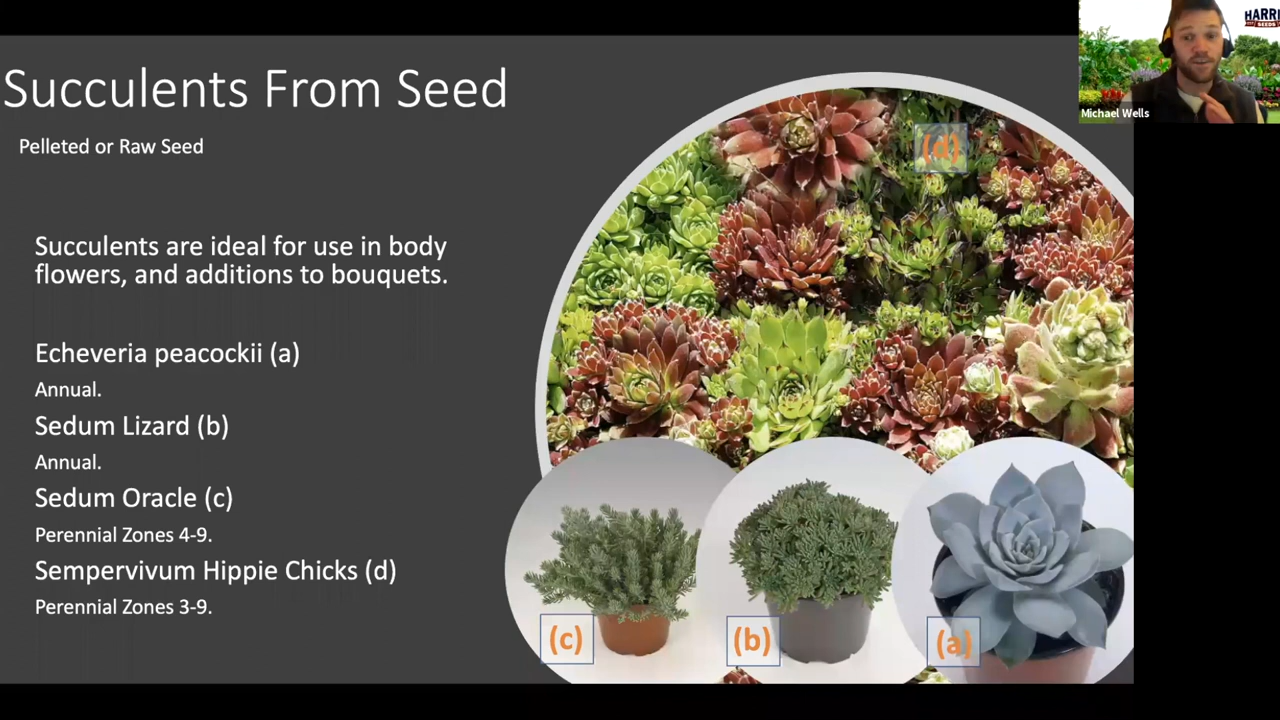 Succulents From Seed
Pelleted or Raw Seed
Succulents are ideal for use in body
flowers, and additions to bouquets.
Echeveria peacockii (a)
Annual.
Sedum Lizard (b)
Annual.
Sedum Oracle (c)
Perennial Zones 4-9.
Sempervivum Hippie Chicks (d)
Perennial Zones 3-9.
(d)
(c)
(b)
(a)
Michael Wells
HARR
SEEDS